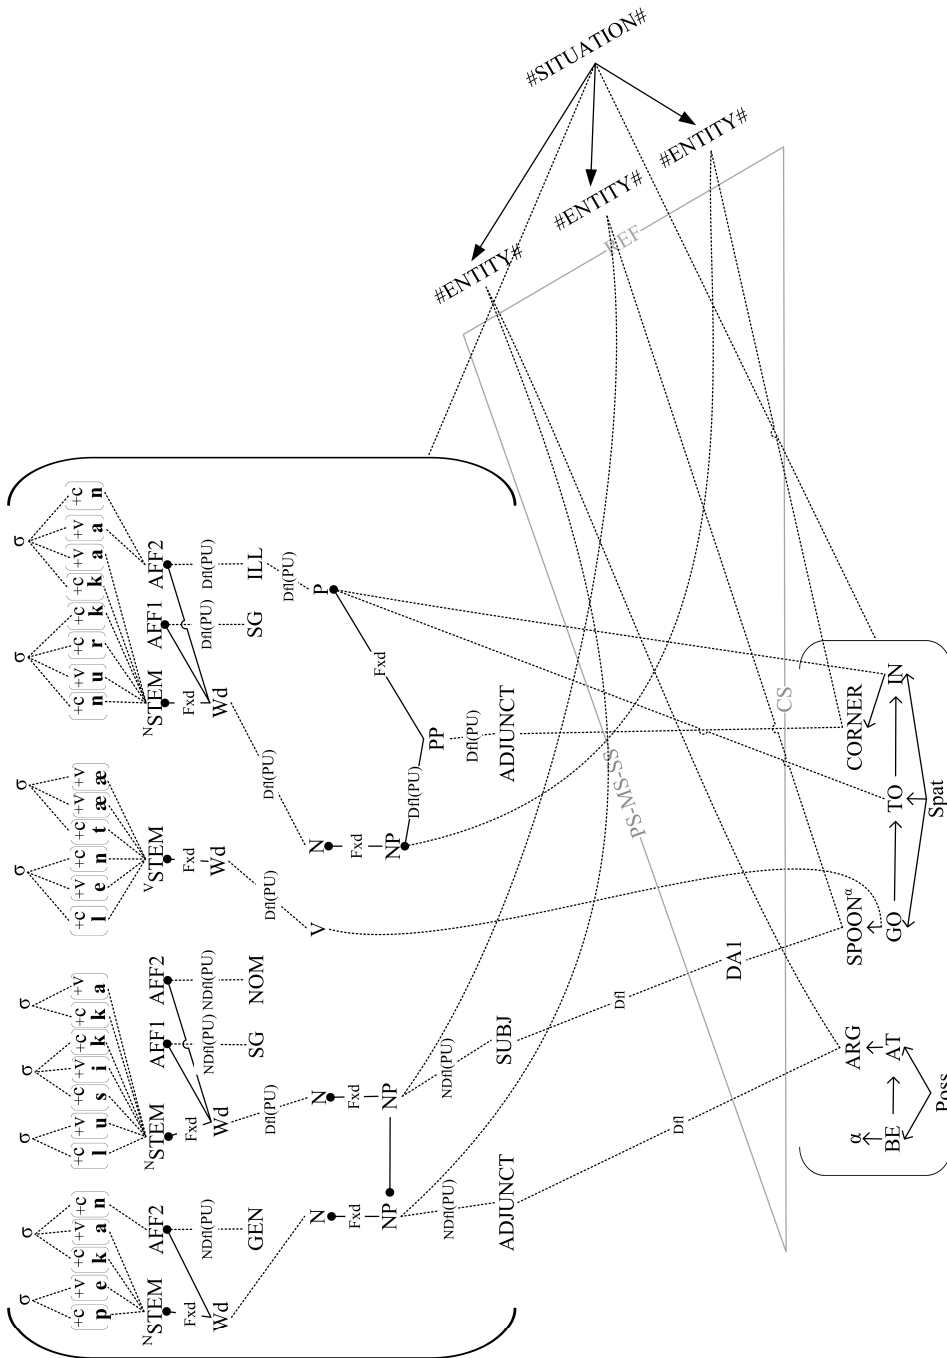 σ σ σ σ σ σ σ σ σ
+C +V +C +V +C +C +V +C +V +C +C +V +C +V +C +C +V +V +C +V +C +C +C +V +V +C
p e k a n l u s i k k a l e n t æ æ n u r k k a a n
NSTEM AFF2 NSTEM AFF1 AFF2 VSTEM NSTEM AFF1 AFF2
Fxd NDfl(PU) Fxd NDfl(PU) NDfl(PU) Fxd Fxd Dfl(PU) Dfl(PU)
Wd Wd Wd Wd
GEN SG NOM SG ILL
Dfl(PU) Dfl(PU) Dfl(PU) Dfl(PU)
N N V N P
Fxd Fxd Fxd Fxd
NP NP NP Dfl(PU) PP
NDfl(PU) NDfl(PU) Dfl(PU)
ADJUNCT SUBJ ADJUNCT
#ENTITY# #ENTITY# #ENTITY#
#SITUATION#
PS-MS-SS REF
Dfl Dfl
DA1
CS
ARG SPOONα CORNER
α
BE AT GO TO IN
Poss Spat